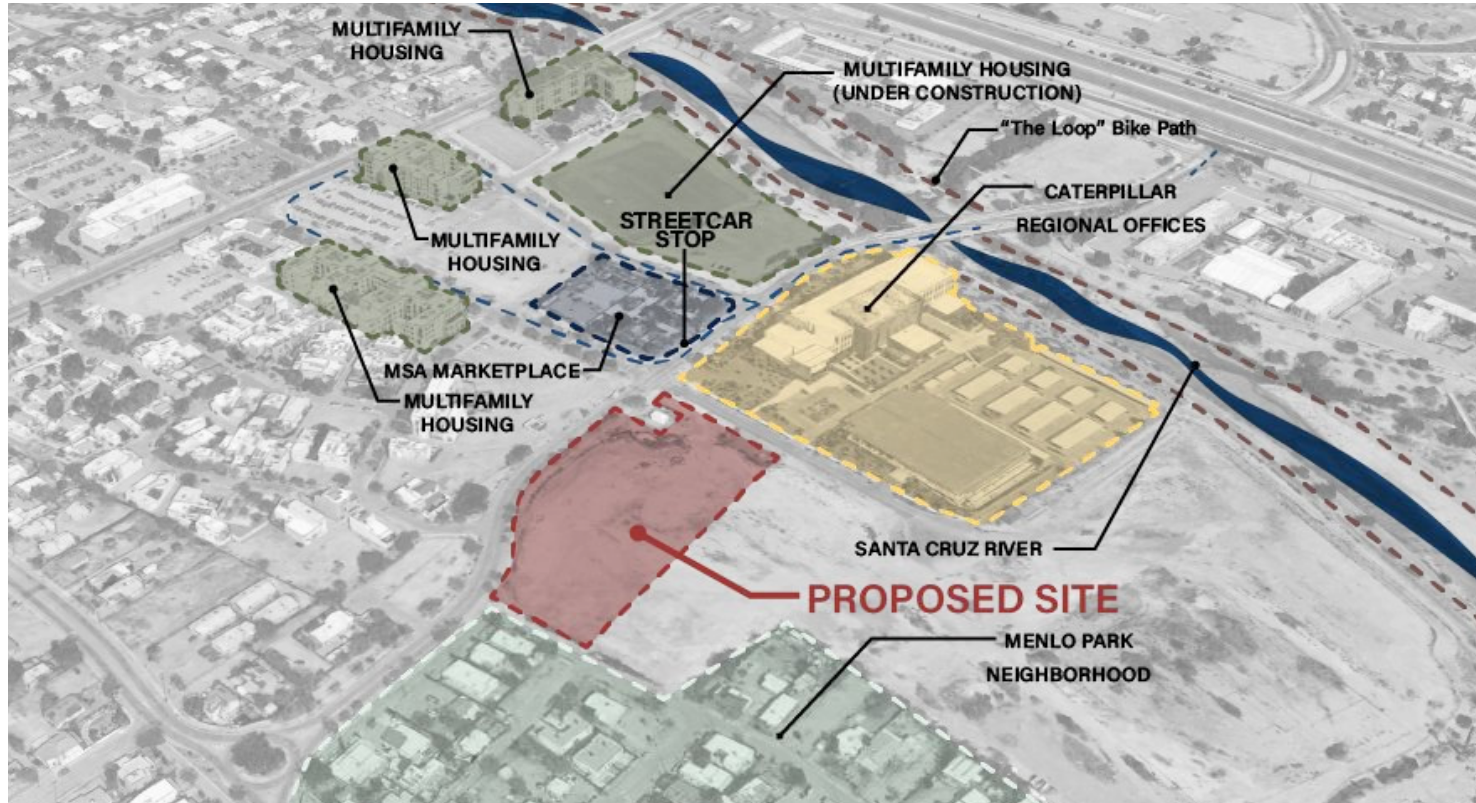 MULTIFAMILY
HOUSING
MULTIFAMILY HOUSING
(UNDER CONSTRUCTION)
“The Loop” Bike Path
CATERPILLAR
REGIONAL OFFICES
STREETCAR
STOP
MULTIFAMILY
HOUSING
MSA MARKETPLACE
MULTIFAMILY
HOUSING
SANTA CRUZ RIVER
PROPOSED SITE
MENLO PARK
NEIGHBORHOOD